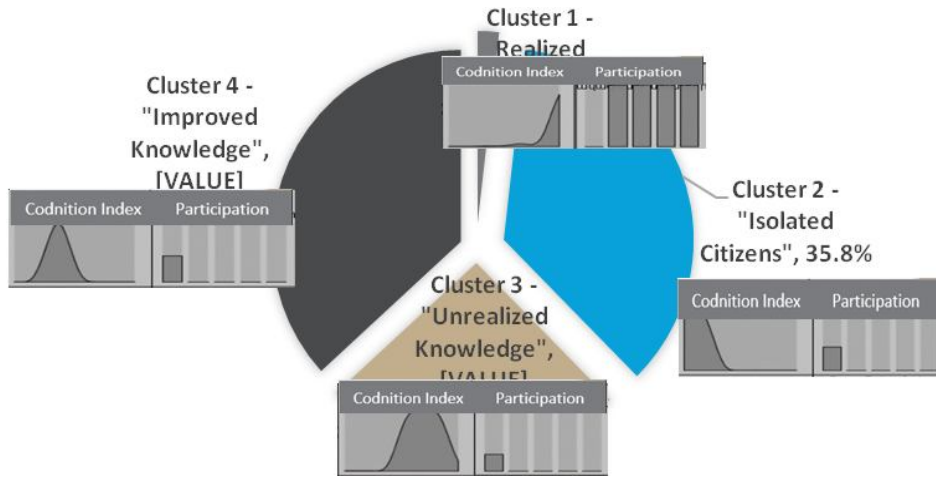 Cluster 1 -
Realized
Codnition Index Participation
Cluster 4 -
"Improved
Knowledge",
[VALUE]
Codnition Index Participation
Cluster 2 -
"Isolated
Citizens", 35.8%
Codnition Index Participation
Cluster 3 -
"Unrealized
Knowledge",
[VALUE]
Codnition Index Participation